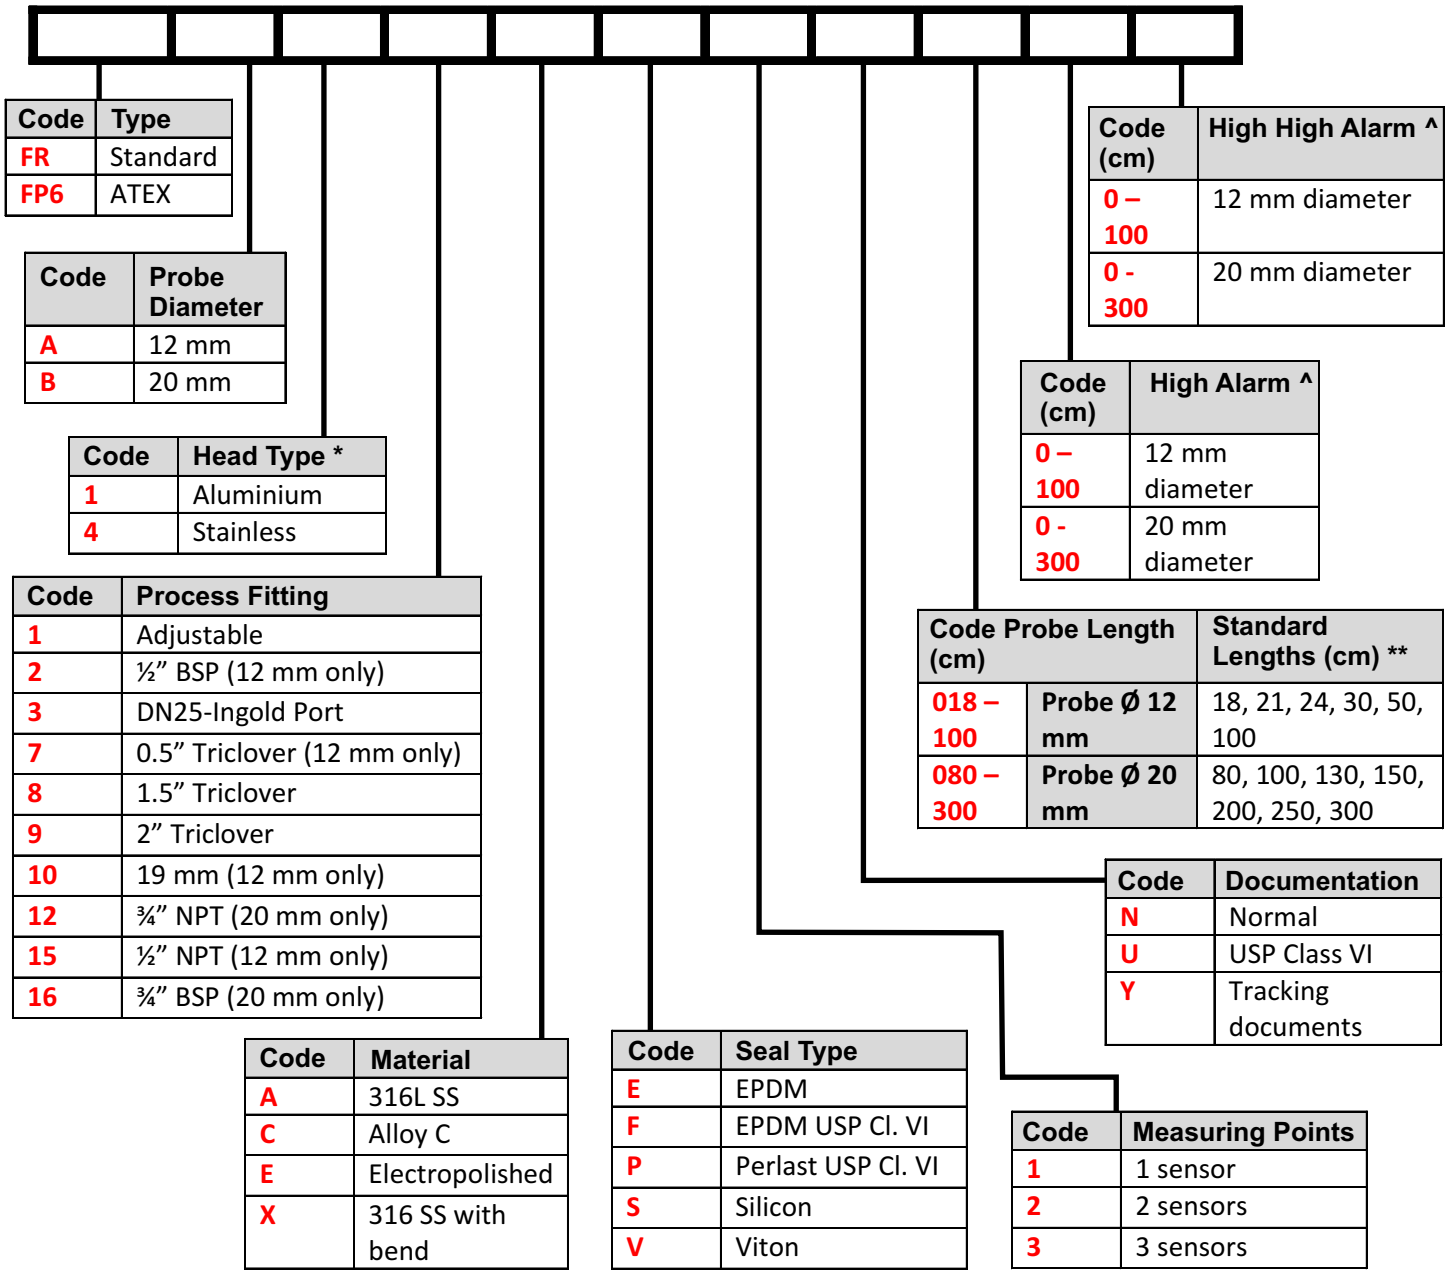 Code Type
FR Standard
FP6 ATEX
Code Probe
Diameter
A 12 mm
B 20 mm
Code Head Type *
1 Aluminium
4 Stainless
Code Process Fitting
1 Adjustable
2 ½” BSP (12 mm only)
3 DN25-Ingold Port
7 0.5” Triclover (12 mm only)
8 1.5” Triclover
9 2” Triclover
10 19 mm (12 mm only)
12 ¾” NPT (20 mm only)
15 ½” NPT (12 mm only)
16 ¾” BSP (20 mm only)
Code Material
A 316L SS
C Alloy C
E Electropolished
X 316 SS with
bend
Code Seal Type
E EPDM
F EPDM USP Cl. VI
P Perlast USP Cl. VI
S Silicon
V Viton
Code Measuring Points
1 1 sensor
2 2 sensors
3 3 sensors
Code Documentation
N Normal
U USP Class VI
Y Tracking
documents
Code Probe Length Standard
(cm) Lengths (cm) **
018 – Probe Ø 12 18, 21, 24, 30, 50,
100 mm 100
080 – Probe Ø 20 80, 100, 130, 150,
300 mm 200, 250, 300
Code High Alarm ^
(cm)
0 – 12 mm
100 diameter
0 - 20 mm
300 diameter
Code High High Alarm ^
(cm)
0 – 12 mm diameter
100
0 - 20 mm diameter
300